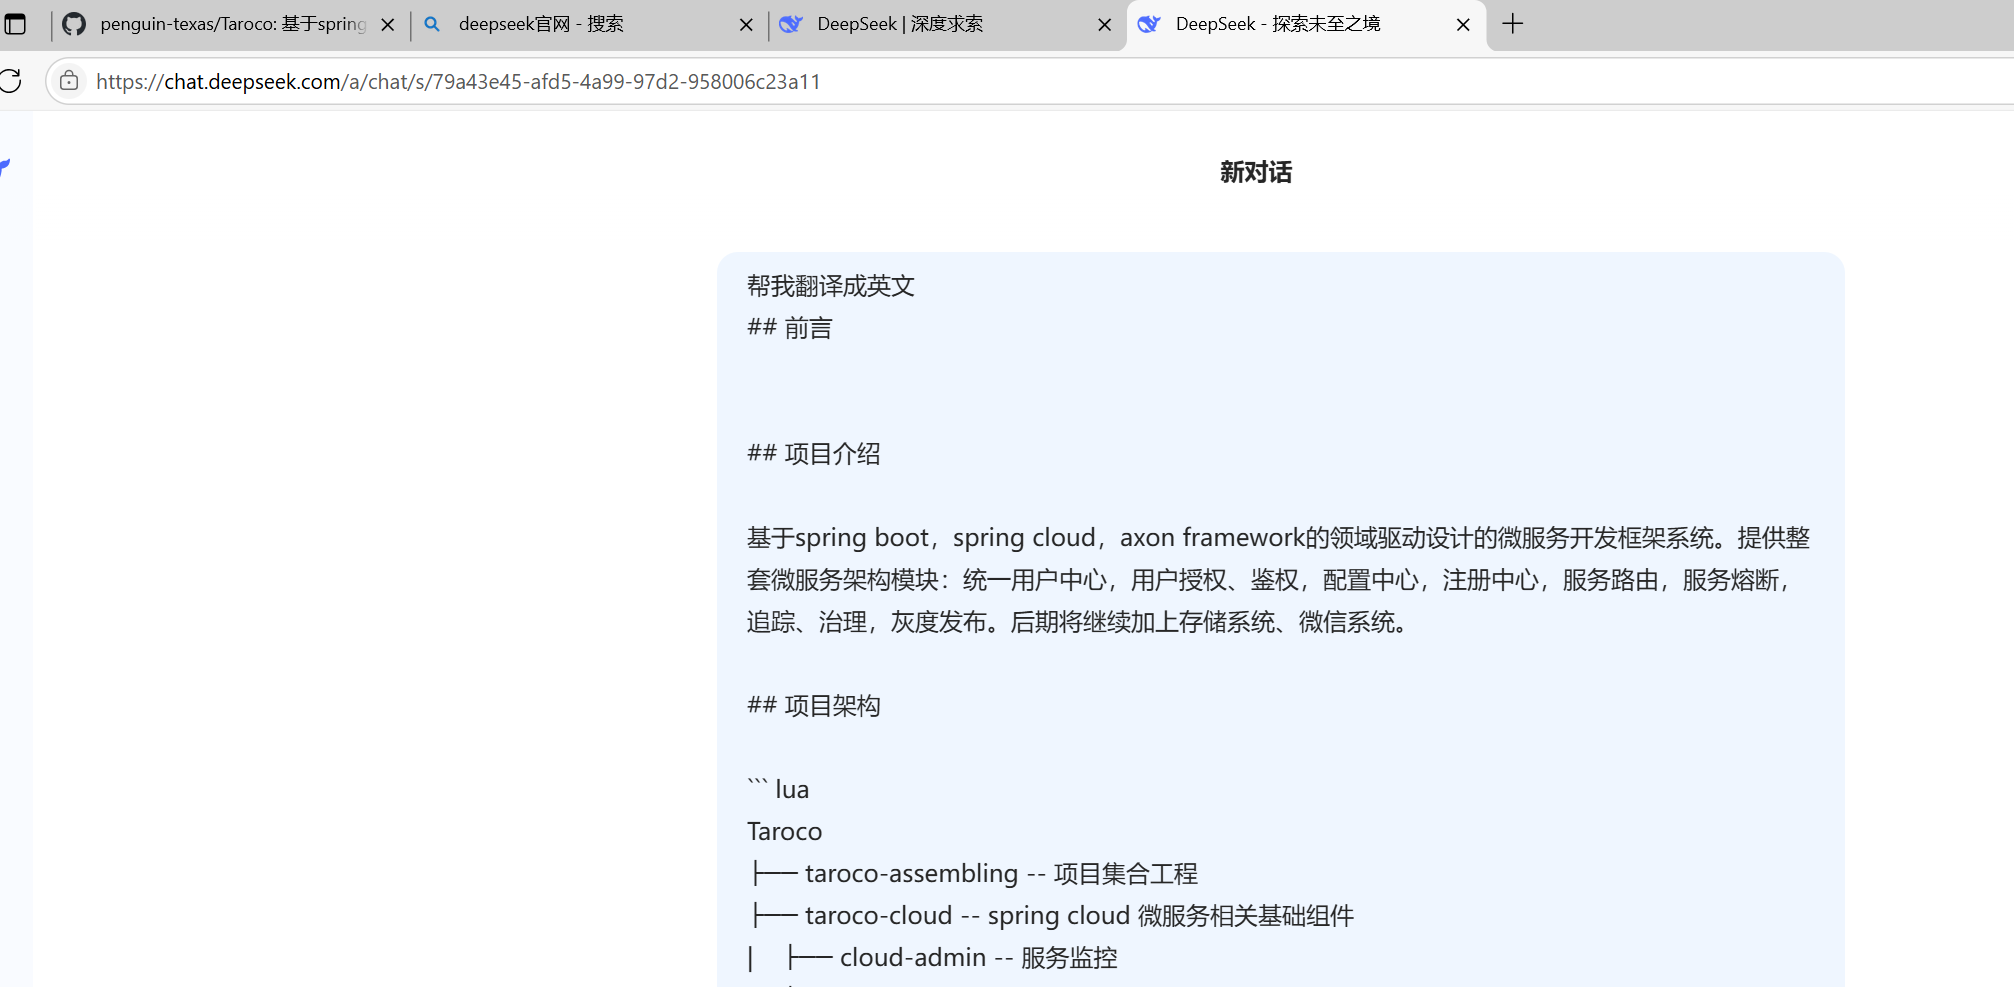 penguin-texas/Taroco: 基于spring
deepseek官网 - 搜索
DeepSeek | 深度求索
DeepSeek - 探索未至之境
https://chat.deepseek.com/a/chat/s/79a43e45-afd5-4a99-97d2-958006c23a11
新对话
帮我翻译成英文
## 前言
## 项目介绍
基于spring boot，spring cloud，axon framework的领域驱动设计的微服务开发框架系统。提供整
套微服务架构模块：统一用户中心，用户授权、鉴权，配置中心，注册中心，服务路由，服务熔断，
追踪、治理，灰度发布。后期将继续加上存储系统、微信系统。
## 项目架构
``` lua
Taroco
├── taroco-assembling -- 项目集合工程
├── taroco-cloud -- spring cloud 微服务相关基础组件
|    ├── cloud-admin -- 服务监控